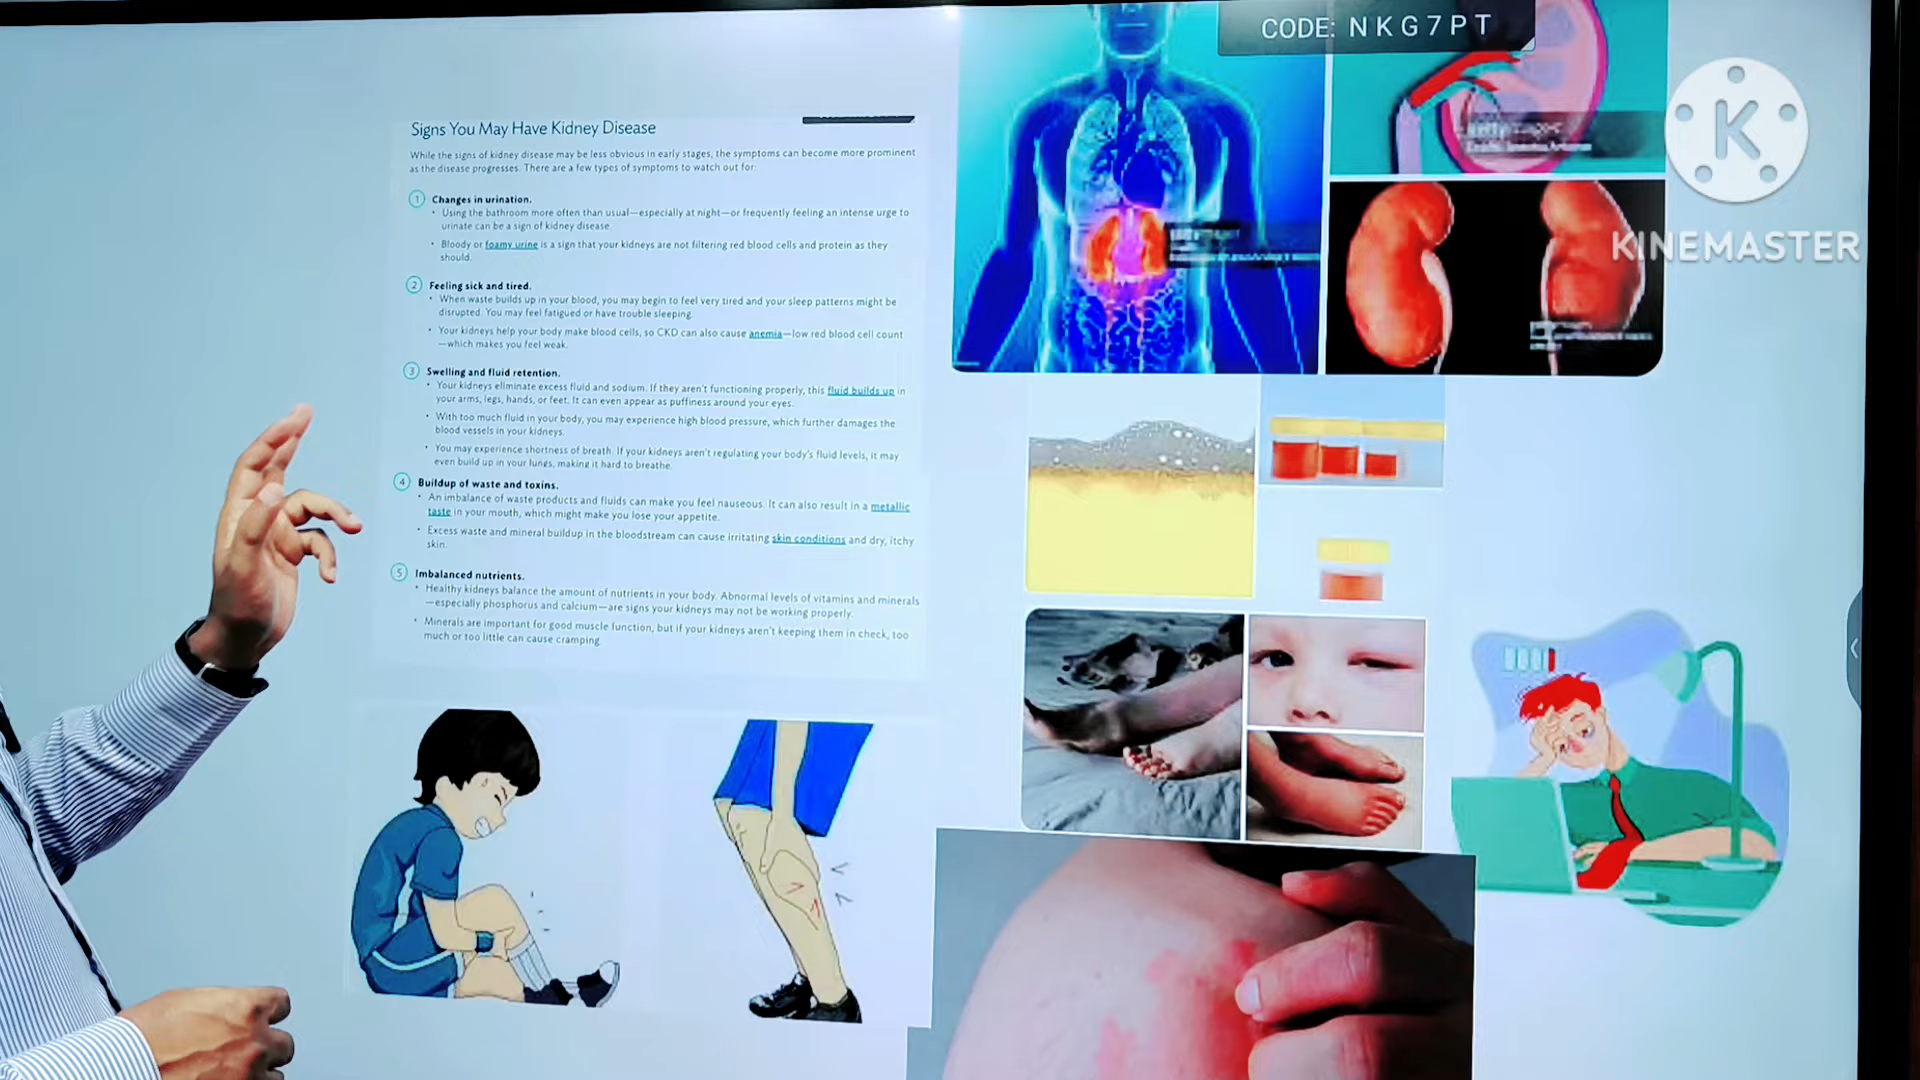 CODE: NKG7PT
KINEMASTER
Signs You May Have Kidney Disease
While the signs of kidney disease may be less obvious in early stages, the symptoms can become more prominent
as the disease progresses. There are a few types of symptoms to watch out for:
1 Changes in urination.
• Using the bathroom more often than usual—especially at night—or frequently feeling an intense urge to
urinate can be a sign of kidney disease.
• Bloody or foamy urine is a sign that your kidneys are not filtering red blood cells and protein as they
should.
2 Feeling sick and tired.
• When waste builds up in your blood, you may begin to feel very tired and your sleep patterns might be
disrupted. You may feel fatigued or have trouble sleeping.
• Your kidneys help your body make blood cells, so CKD can also cause anemia—low red blood cell count
—which makes you feel weak.
3 Swelling and fluid retention.
• Your kidneys eliminate excess fluid and sodium. If they aren't functioning properly, this fluid builds up in
your arms, legs, hands, or feet. It can even appear as puffiness around your eyes.
• With too much fluid in your body, you may experience high blood pressure, which further damages the
blood vessels in your kidneys.
• You may experience shortness of breath. If your kidneys aren't regulating your body's fluid levels, it may
even build up in your lungs, making it hard to breathe.
4 Buildup of waste and toxins.
• An imbalance of waste products and fluids can make you feel nauseous. It can also result in a metallic
taste in your mouth, which might make you lose your appetite.
• Excess waste and mineral buildup in the bloodstream can cause irritating skin conditions and dry, itchy
skin.
5 Imbalanced nutrients.
• Healthy kidneys balance the amount of nutrients in your body. Abnormal levels of vitamins and minerals
—especially phosphorus and calcium—are signs your kidneys may not be working properly.
• Minerals are important for good muscle function, but if your kidneys aren't keeping them in check, too
much or too little can cause cramping.